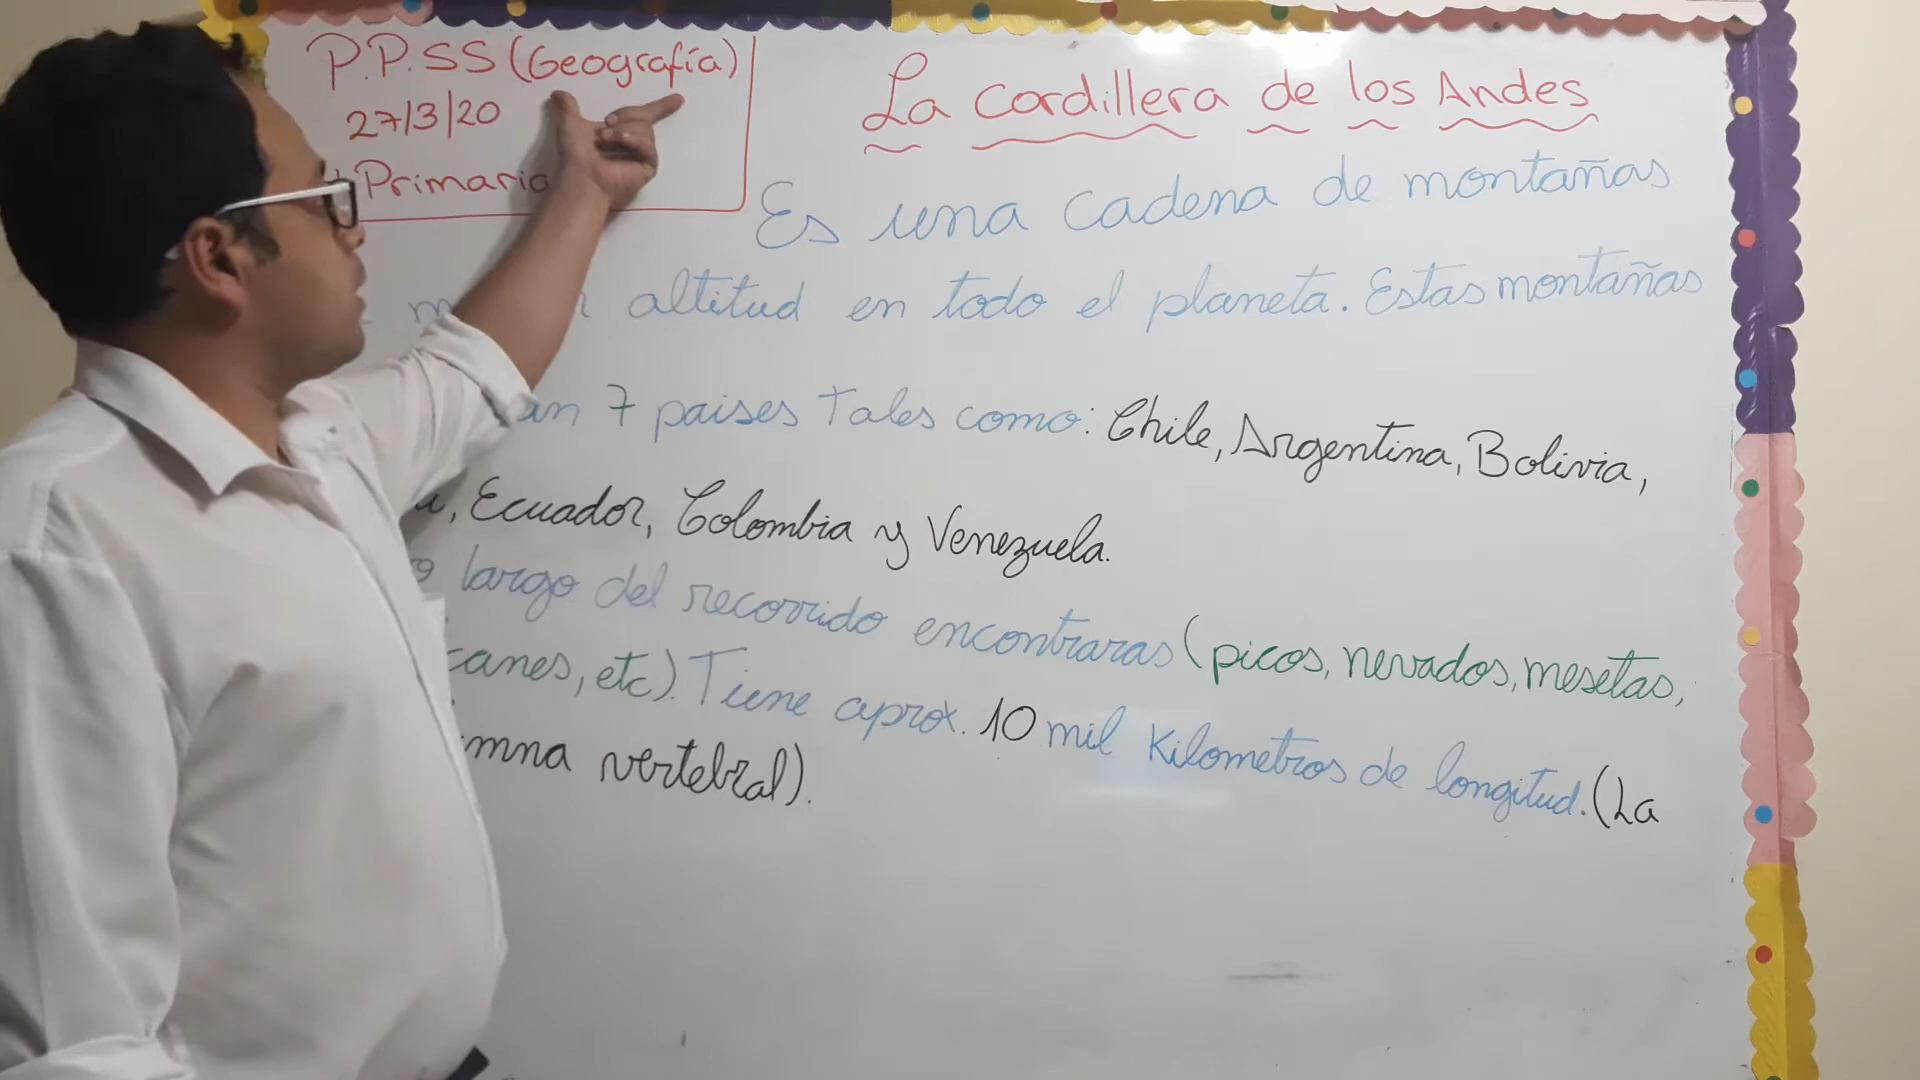 P.P.SS (Geografía)
27/3/20
Primaria
La Cordillera de los Andes
Es una cadena de montañas
altitud en todo el planeta. Estas montañas
7 paises tales como: Chile, Argentina, Bolivia,
, Ecuador, Colombia y Venezuela.
largo del recorrido encontraras (picos, nevados, mesetas,
canes, etc). Tiene aprox. 10 mil Kilometros de longitud. (La
mna vertebral).